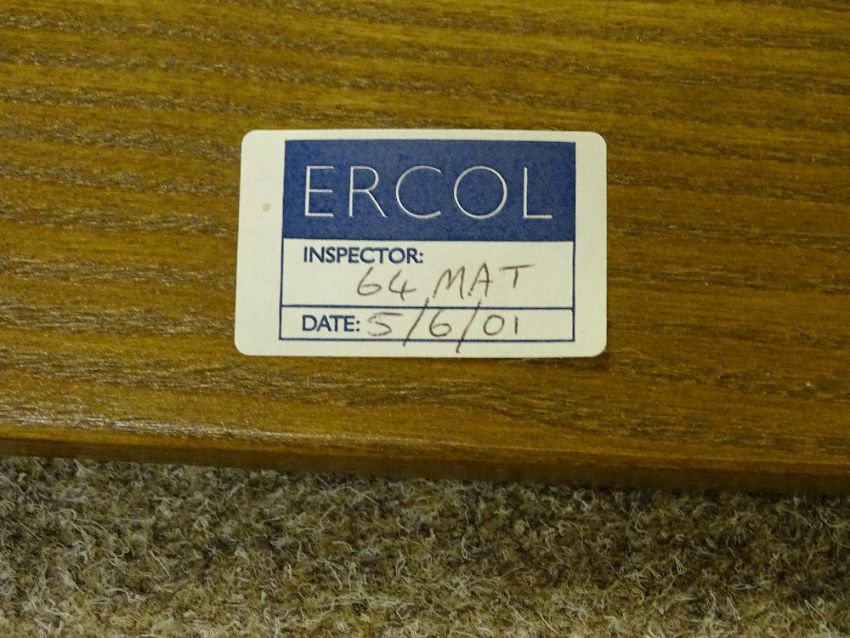 ERCOL
INSPECTOR:
64 MAT
DATE: 5/6/01